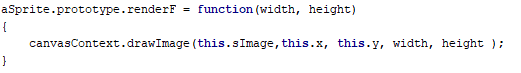 aSprite.prototype.renderF = function(width, height)
{
    canvasContext.drawImage(this.sImage,this.x, this.y, width, height );
}